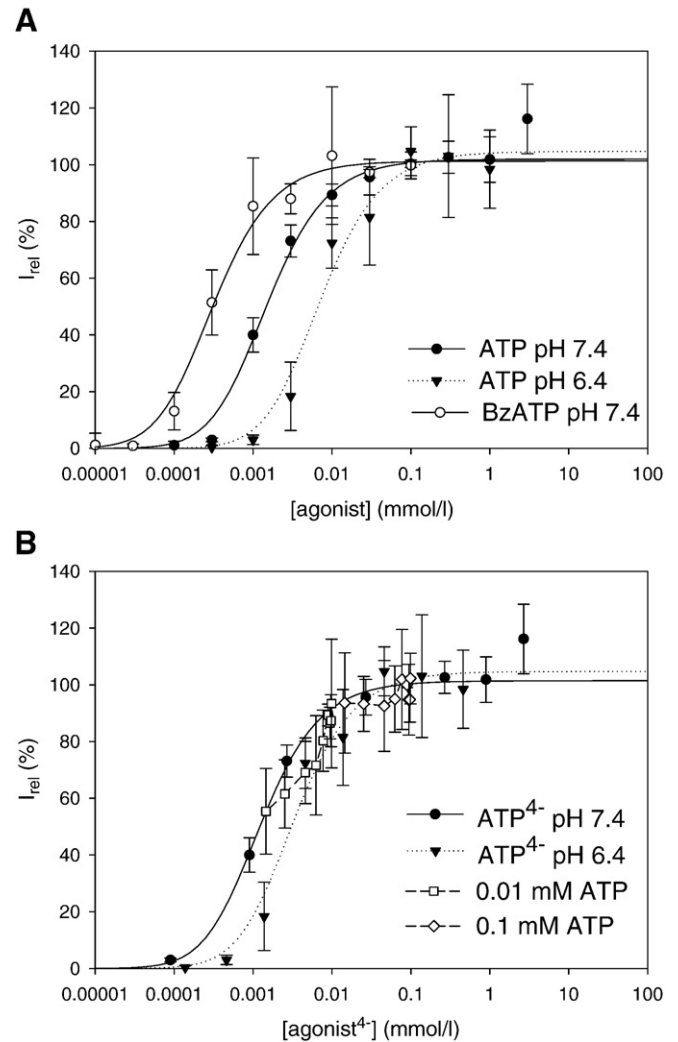 A
140
120
100
80
60
40
20
0
I_rel (%)
ATP pH 7.4
ATP pH 6.4
BzATP pH 7.4
0.00001 0.0001 0.001 0.01 0.1 1 10 100
[agonist] (mmol/l)
B
140
120
100
80
60
40
20
0
I_rel (%)
ATP⁴⁻ pH 7.4
ATP⁴⁻ pH 6.4
0.01 mM ATP
0.1 mM ATP
0.00001 0.0001 0.001 0.01 0.1 1 10 100
[agonist⁴⁻] (mmol/l)